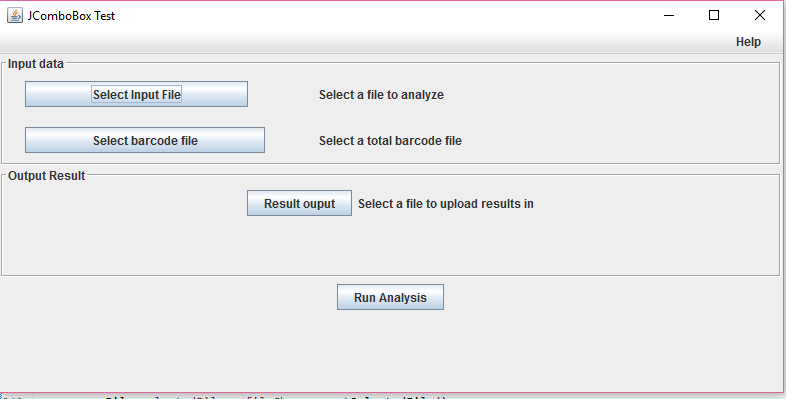 JComboBox Test
Help
Input data
Select Input File Select a file to analyze
Select barcode file Select a total barcode file
Output Result
Result ouput Select a file to upload results in
Run Analysis